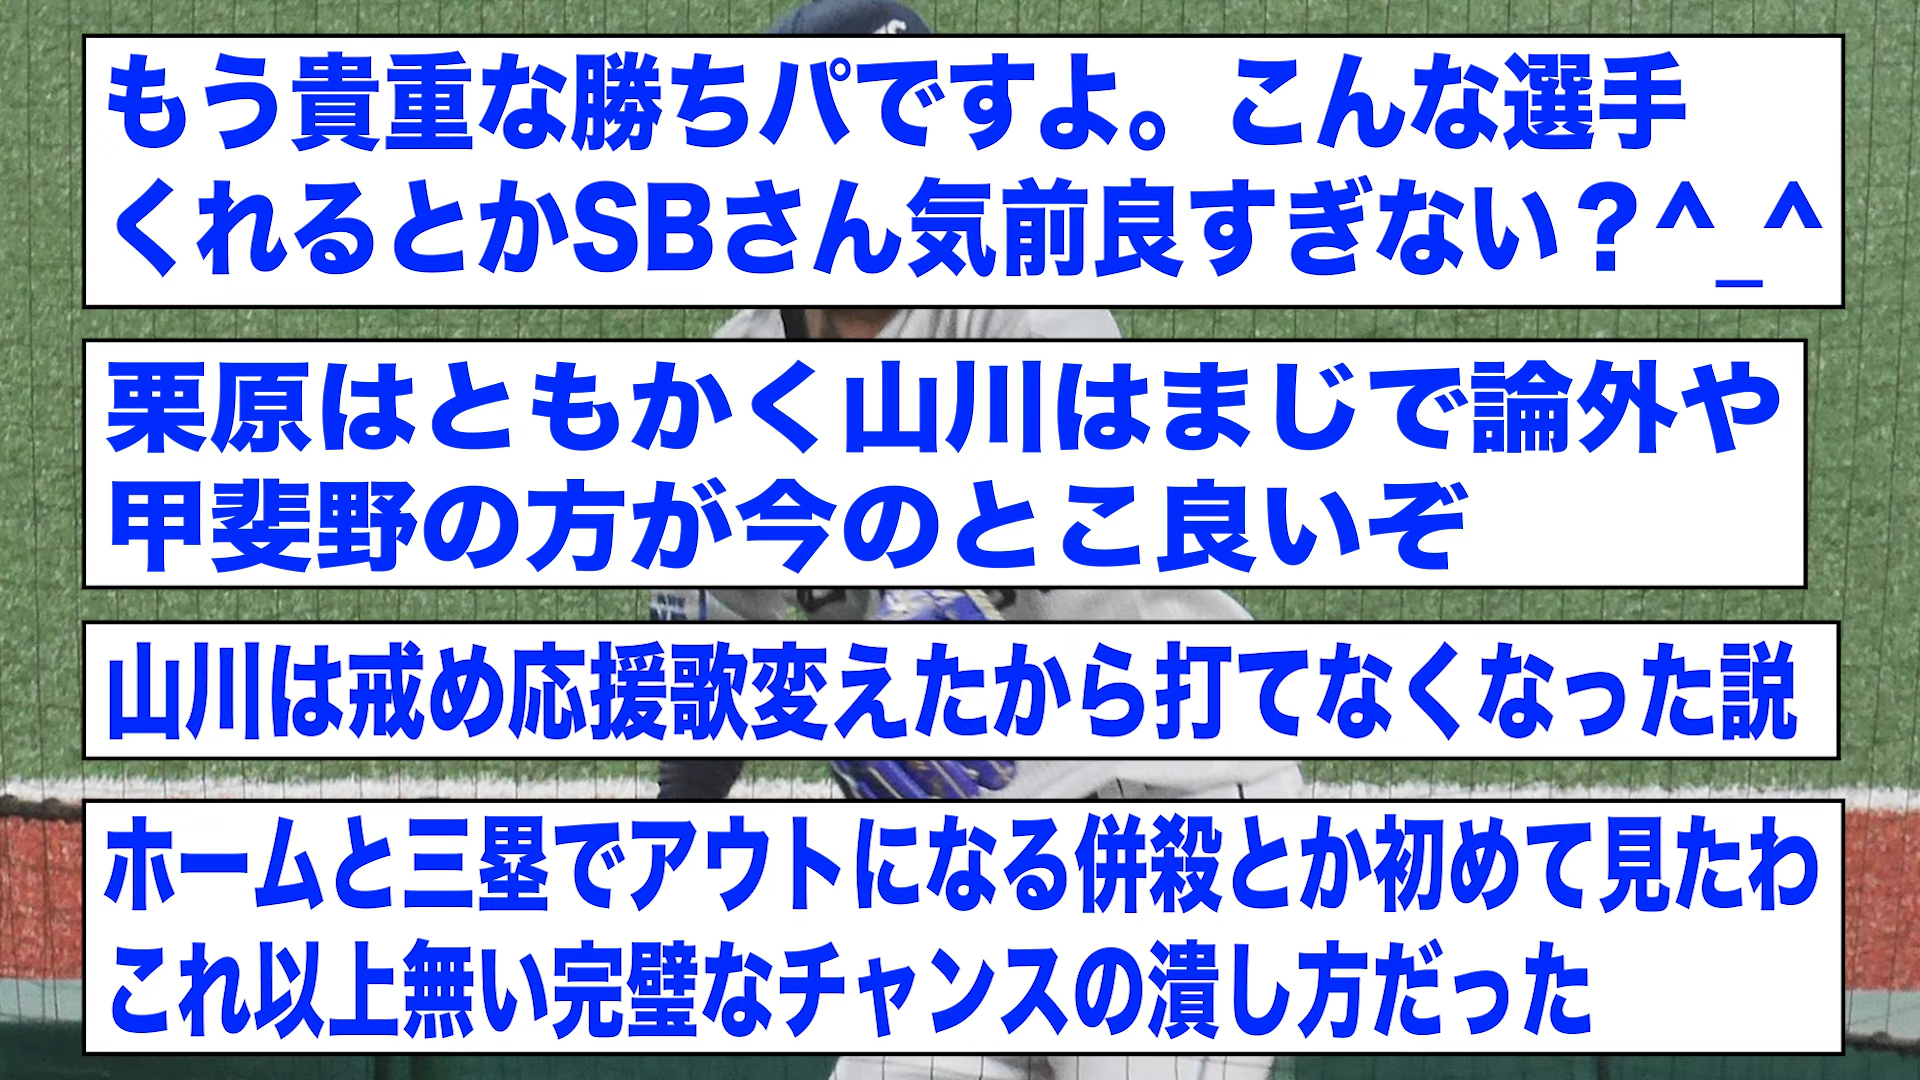 もう貴重な勝ちパですよ。こんな選手
くれるとかSBさん気前良すぎない？^_^
栗原はともかく山川はまじで論外や
甲斐野の方が今のとこ良いぞ
山川は戒め応援歌変えたから打てなくなった説
ホームと三塁でアウトになる併殺とか初めて見たわ
これ以上無い完璧なチャンスの潰し方だった